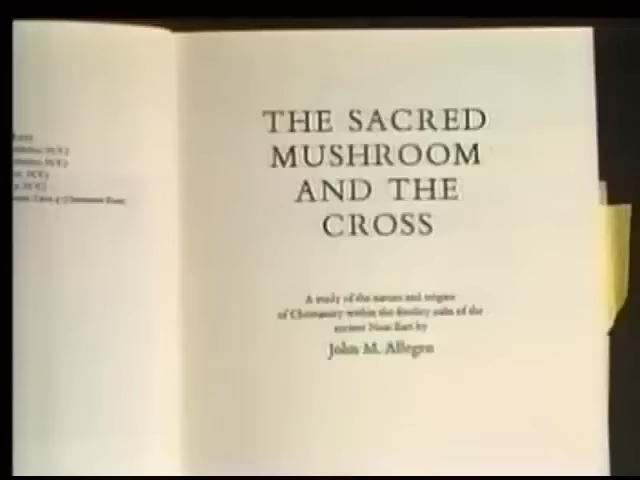 THE SACRED
MUSHROOM
AND THE
CROSS
A study of the nature and origins
of Christianity within the fertility cults of the
ancient Near East by
John M. Allegro